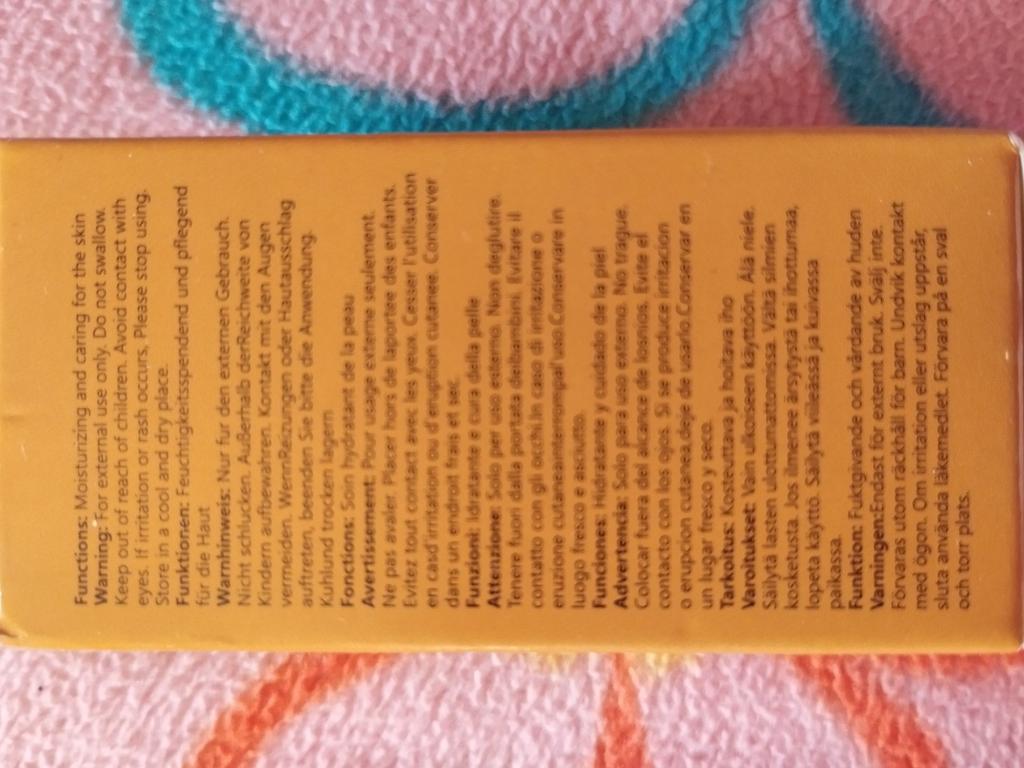 Functions: Moisturizing and caring for the skin
Warning: For external use only. Do not swallow.
Keep out of reach of children. Avoid contact with
eyes. If irritation or rash occurs, Please stop using.
Store in a cool and dry place.
Funktionen: Feuchtigkeitsspendend und pflegend
für die Haut
Warnhinweis: Nur fur den externen Gebrauch.
Nicht schlucken. Außerhalb derReichweite von
Kindern aufbewahren. Kontakt mit den Augen
vermeiden. WennReizungen oder Hautausschlag
auftreten, beenden Sie bitte die Anwendung.
Kuhlund trocken lagern
Fonctions: Soin hydratant de la peau
Avertissement: Pour usage externe seulement.
Ne pas avaler. Placer hors de laportée des enfants.
Evitez tout contact avec les yeux. Cesser l'utilisation
en casd'irritation ou d'eruption cutanée. Conserver
dans un endroit frais et sec.
Funzioni: Idratante e cura della pelle
Attenzione: Solo per uso esterno. Non deglutire.
Tenere fuori dalla portata deibambini. Evitare il
contatto con gli occhi.In caso di irritazione o
eruzione cutaneainterrompal'uso.Conservare in
luogo fresco e asciutto.
Funciones: Hidratante y cuidado de la piel
Advertencia: Solo para uso externo. No trague.
Colocar fuera del alcance de losnios. Evite el
contacto con los ojos. Si se produce irritacion
o erupcion cutanea,deje de usarlo.Conservar en
un lugar fresco y seco.
Tarkoitus: Kosteuttava ja hoitava iho
Varoitukset: Vain ulkoiseen käyttöön. Älä niele.
Säilytä lasten ulottumattomissa. Vältä silmien
kosketusta. Jos ilmenee ärsytystä tai ihottumaa,
lopeta käyttö. Säilytä viileässä ja kuivassa
paikassa.
Funktion: Fuktgivande och vårdande av huden
Varningen:Endast för externt bruk. Svälj inte.
Förvaras utom räckhåll för barn. Undvik kontakt
med ögon. Om irritation eller utslag uppstår,
sluta använda läkemedlet. Förvara på en sval
och torr plats.